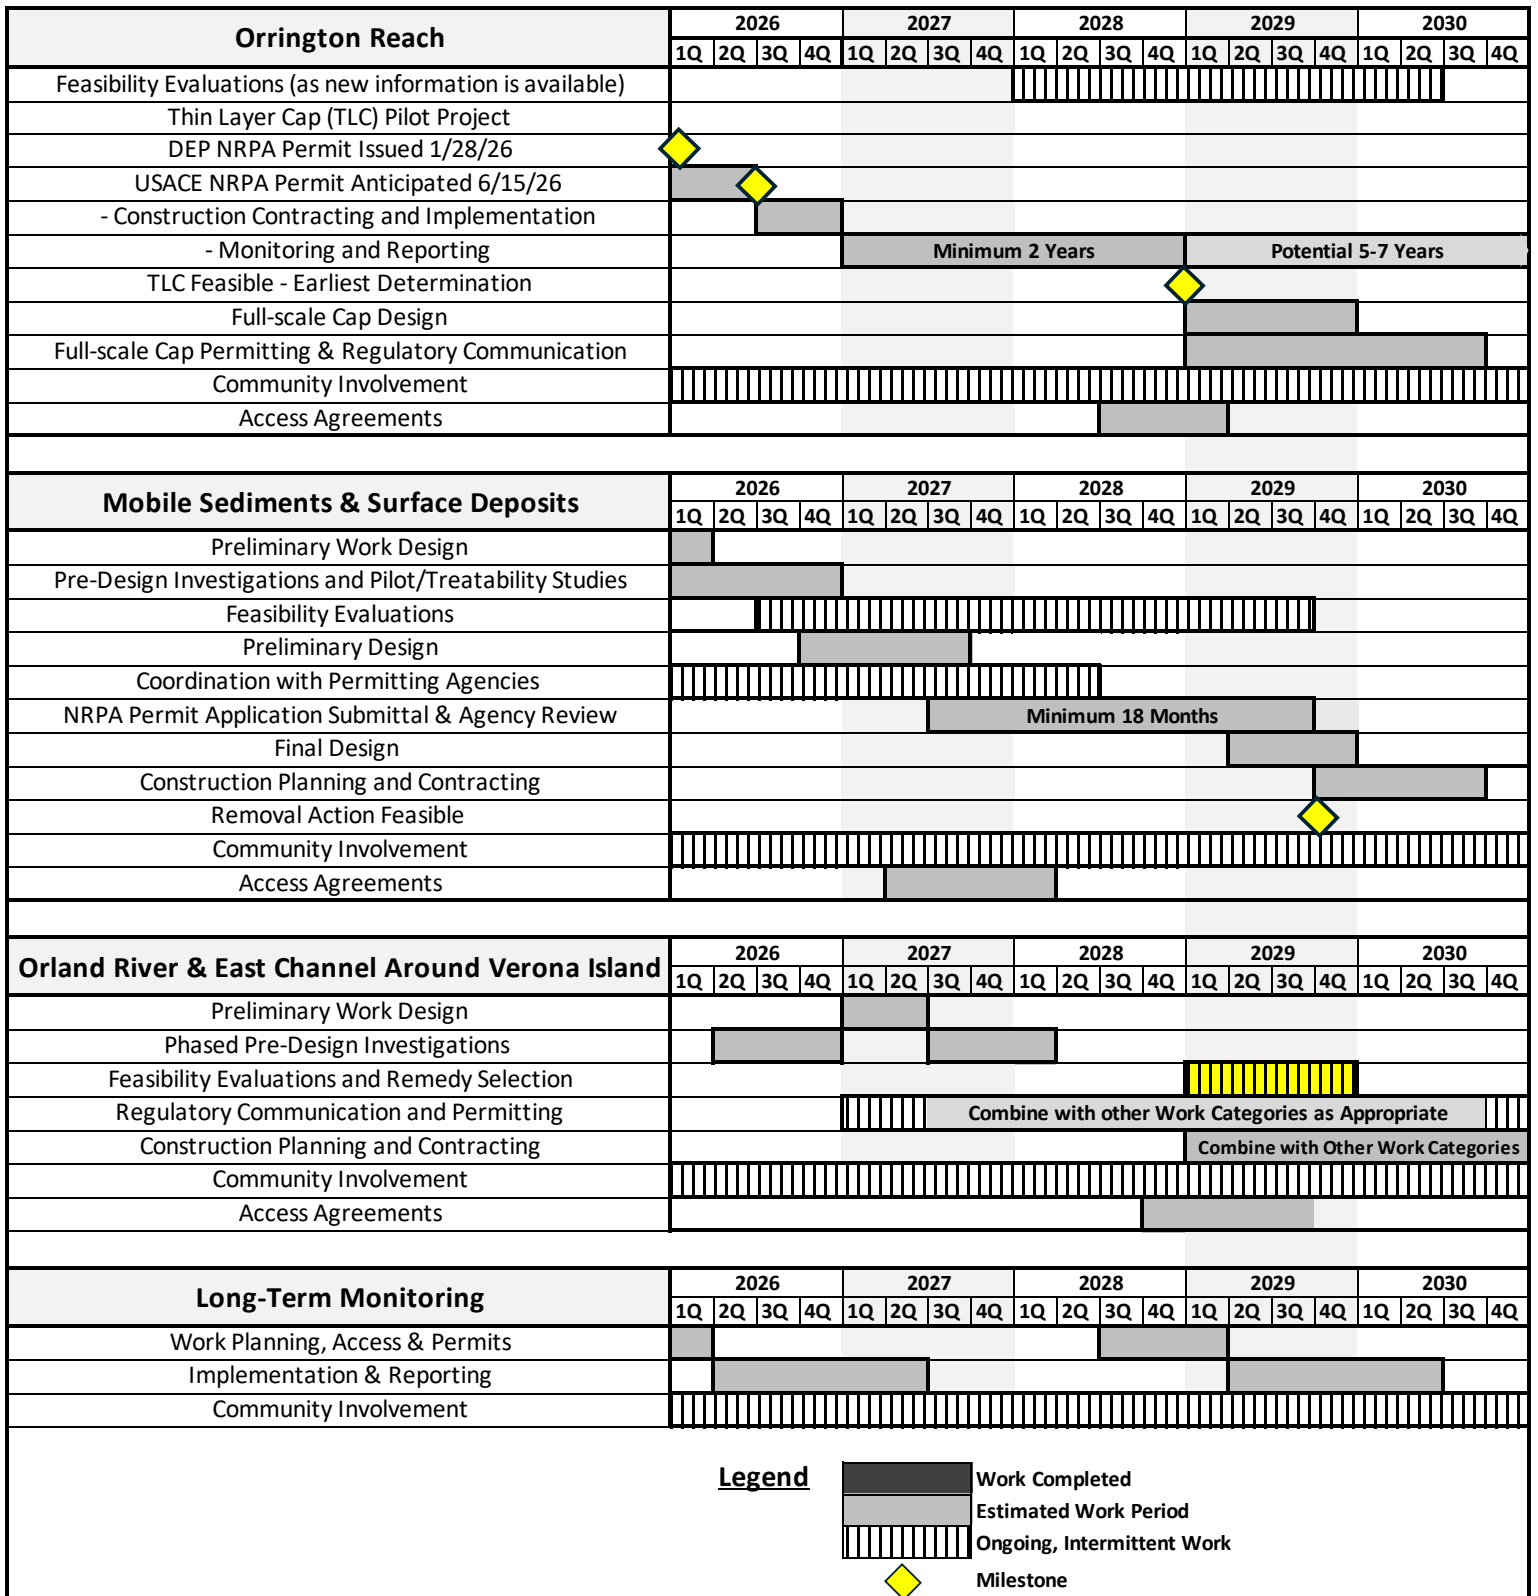 Orrington Reach
2026 2027 2028 2029 2030
1Q 2Q 3Q 4Q 1Q 2Q 3Q 4Q 1Q 2Q 3Q 4Q 1Q 2Q 3Q 4Q 1Q 2Q 3Q 4Q
Feasibility Evaluations (as new information is available)
Thin Layer Cap (TLC) Pilot Project
DEP NRPA Permit Issued 1/28/26
USACE NRPA Permit Anticipated 6/15/26
- Construction Contracting and Implementation
- Monitoring and Reporting Minimum 2 Years Potential 5-7 Years
TLC Feasible - Earliest Determination
Full-scale Cap Design
Full-scale Cap Permitting & Regulatory Communication
Community Involvement
Access Agreements
Mobile Sediments & Surface Deposits
2026 2027 2028 2029 2030
1Q 2Q 3Q 4Q 1Q 2Q 3Q 4Q 1Q 2Q 3Q 4Q 1Q 2Q 3Q 4Q 1Q 2Q 3Q 4Q
Preliminary Work Design
Pre-Design Investigations and Pilot/Treatability Studies
Feasibility Evaluations
Preliminary Design
Coordination with Permitting Agencies
NRPA Permit Application Submittal & Agency Review Minimum 18 Months
Final Design
Construction Planning and Contracting
Removal Action Feasible
Community Involvement
Access Agreements
Orland River & East Channel Around Verona Island
2026 2027 2028 2029 2030
1Q 2Q 3Q 4Q 1Q 2Q 3Q 4Q 1Q 2Q 3Q 4Q 1Q 2Q 3Q 4Q 1Q 2Q 3Q 4Q
Preliminary Work Design
Phased Pre-Design Investigations
Feasibility Evaluations and Remedy Selection
Regulatory Communication and Permitting Combine with other Work Categories as Appropriate
Construction Planning and Contracting Combine with Other Work Categories
Community Involvement
Access Agreements
Long-Term Monitoring
2026 2027 2028 2029 2030
1Q 2Q 3Q 4Q 1Q 2Q 3Q 4Q 1Q 2Q 3Q 4Q 1Q 2Q 3Q 4Q 1Q 2Q 3Q 4Q
Work Planning, Access & Permits
Implementation & Reporting
Community Involvement
Legend
Work Completed
Estimated Work Period
Ongoing, Intermittent Work
Milestone